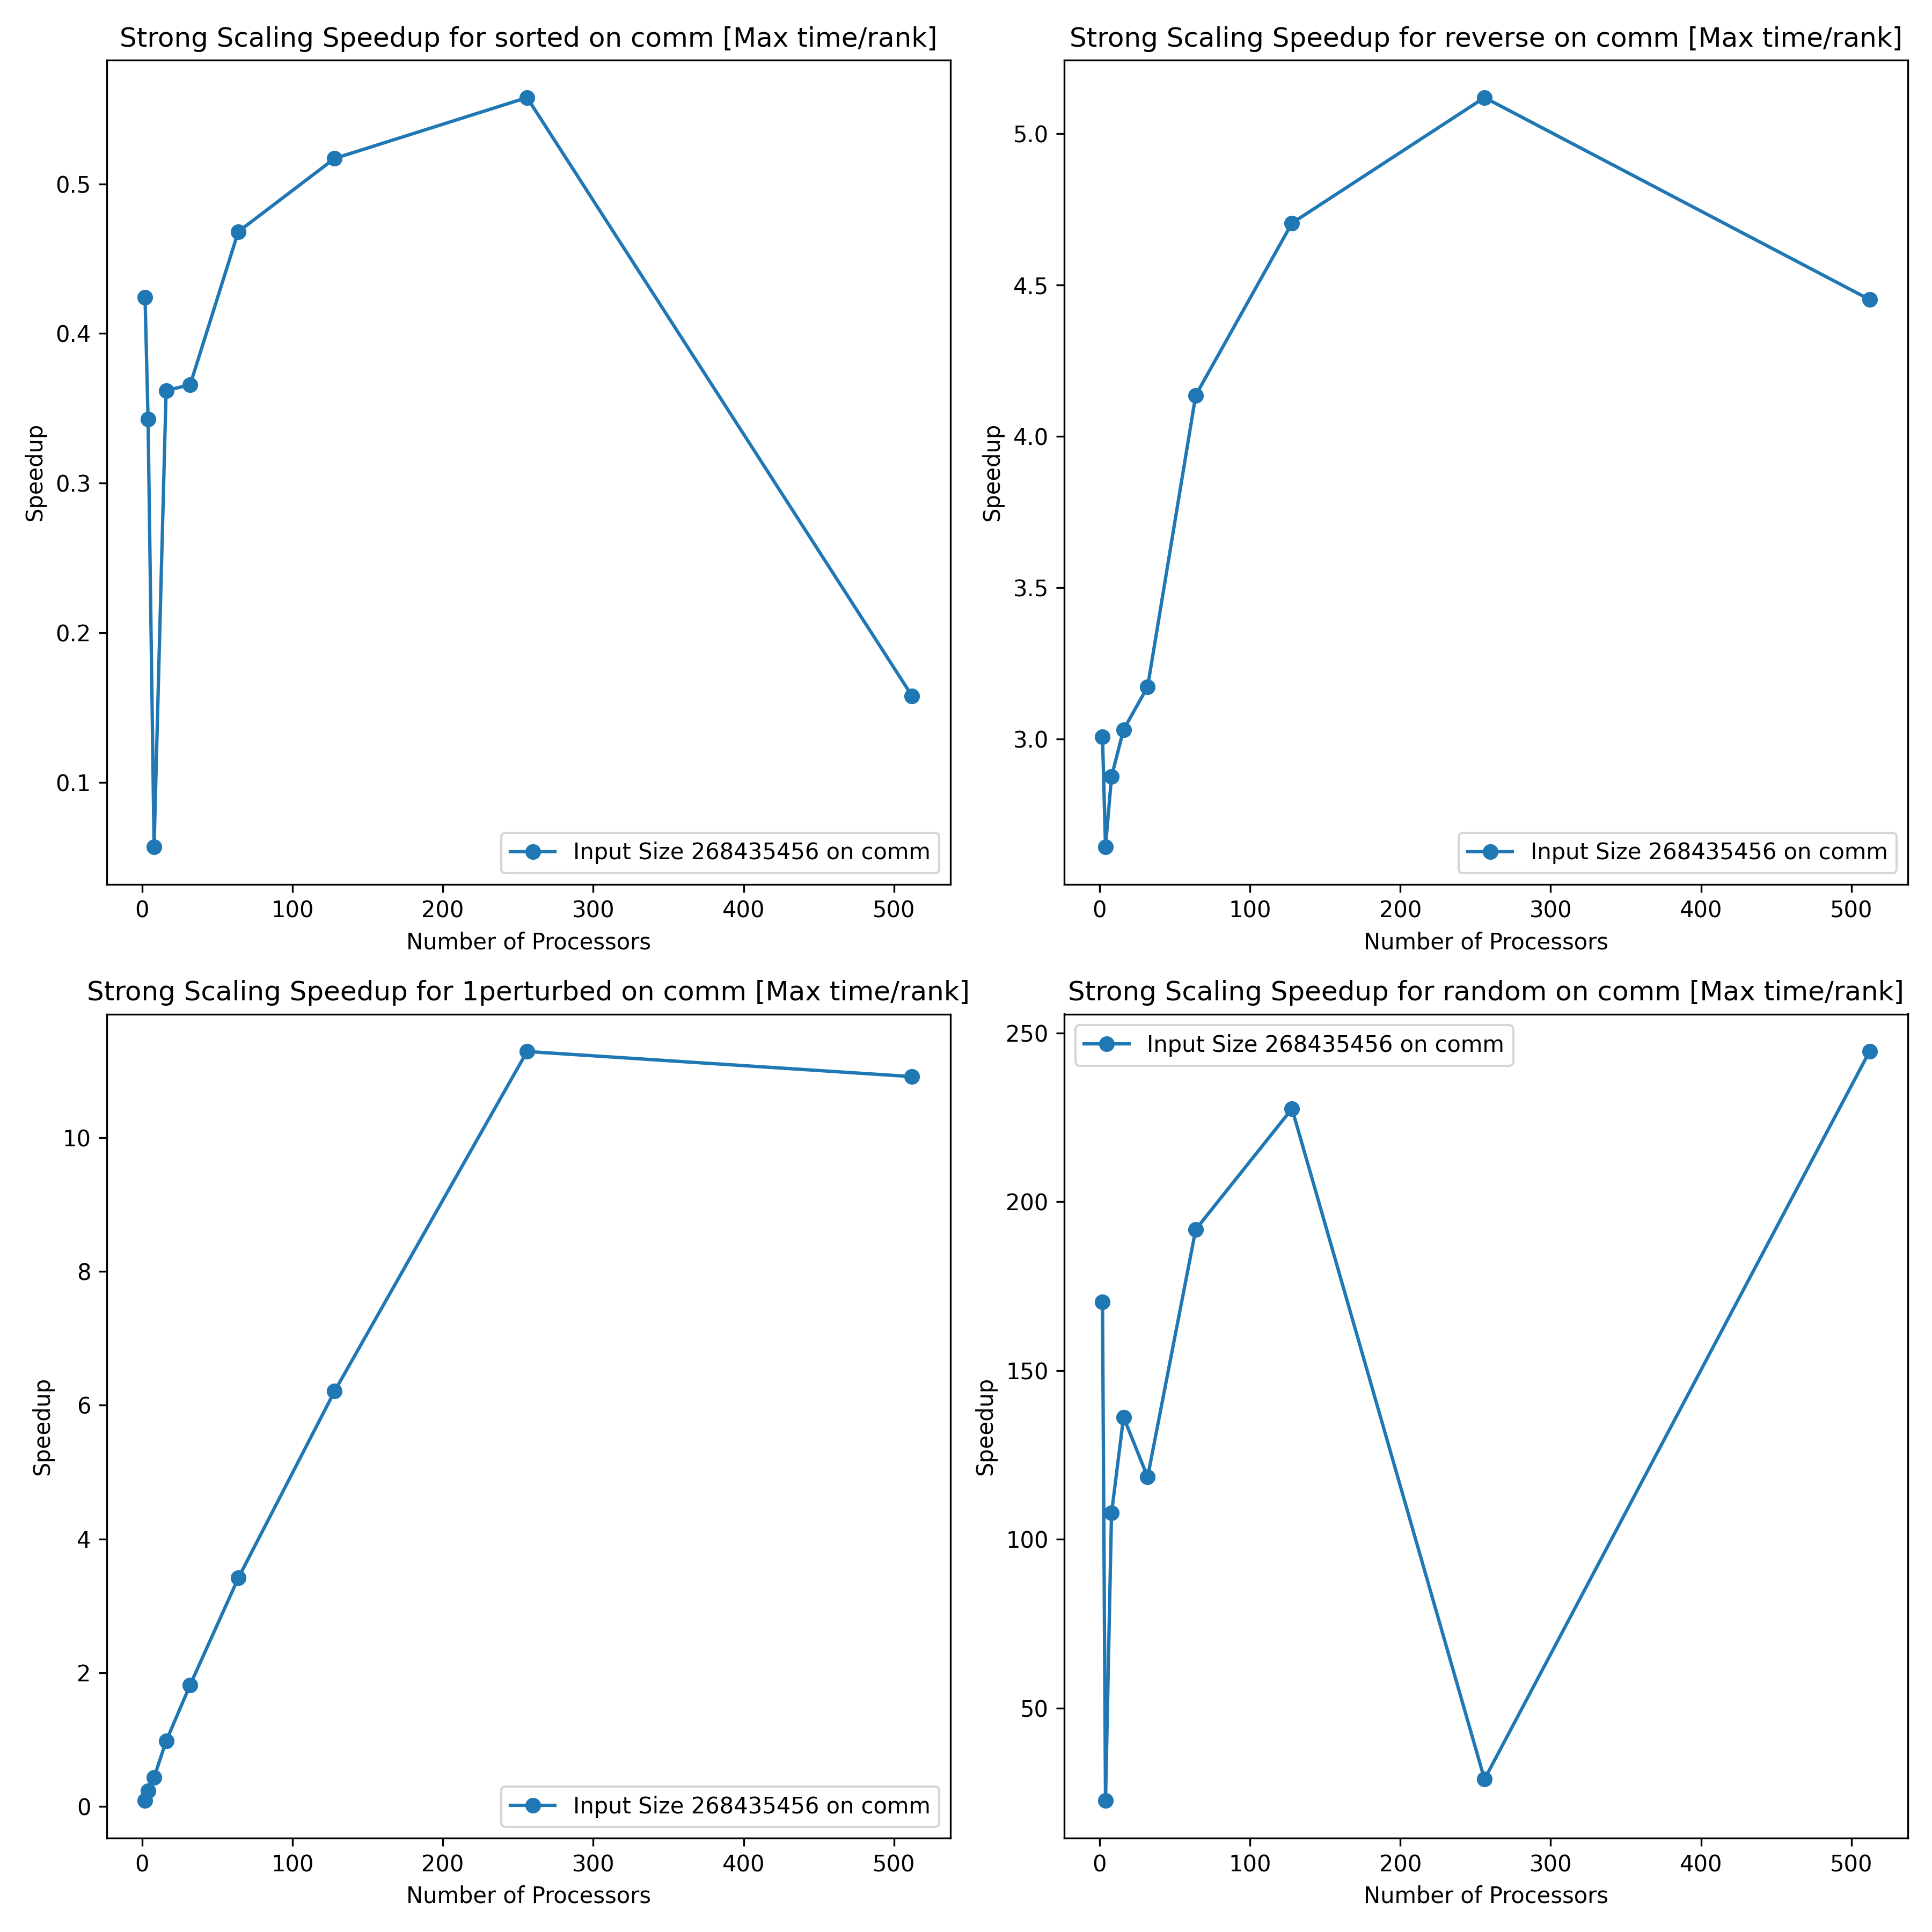 Strong Scaling Speedup for sorted on comm [Max time/rank]
Speedup
0.5
0.4
0.3
0.2
0.1
Input Size 268435456 on comm
0 100 200 300 400 500
Number of Processors
Strong Scaling Speedup for reverse on comm [Max time/rank]
Speedup
5.0
4.5
4.0
3.5
3.0
Input Size 268435456 on comm
0 100 200 300 400 500
Number of Processors
Strong Scaling Speedup for 1perturbed on comm [Max time/rank]
Speedup
10
8
6
4
2
0
Input Size 268435456 on comm
0 100 200 300 400 500
Number of Processors
Strong Scaling Speedup for random on comm [Max time/rank]
Input Size 268435456 on comm
Speedup
250
200
150
100
50
0 100 200 300 400 500
Number of Processors